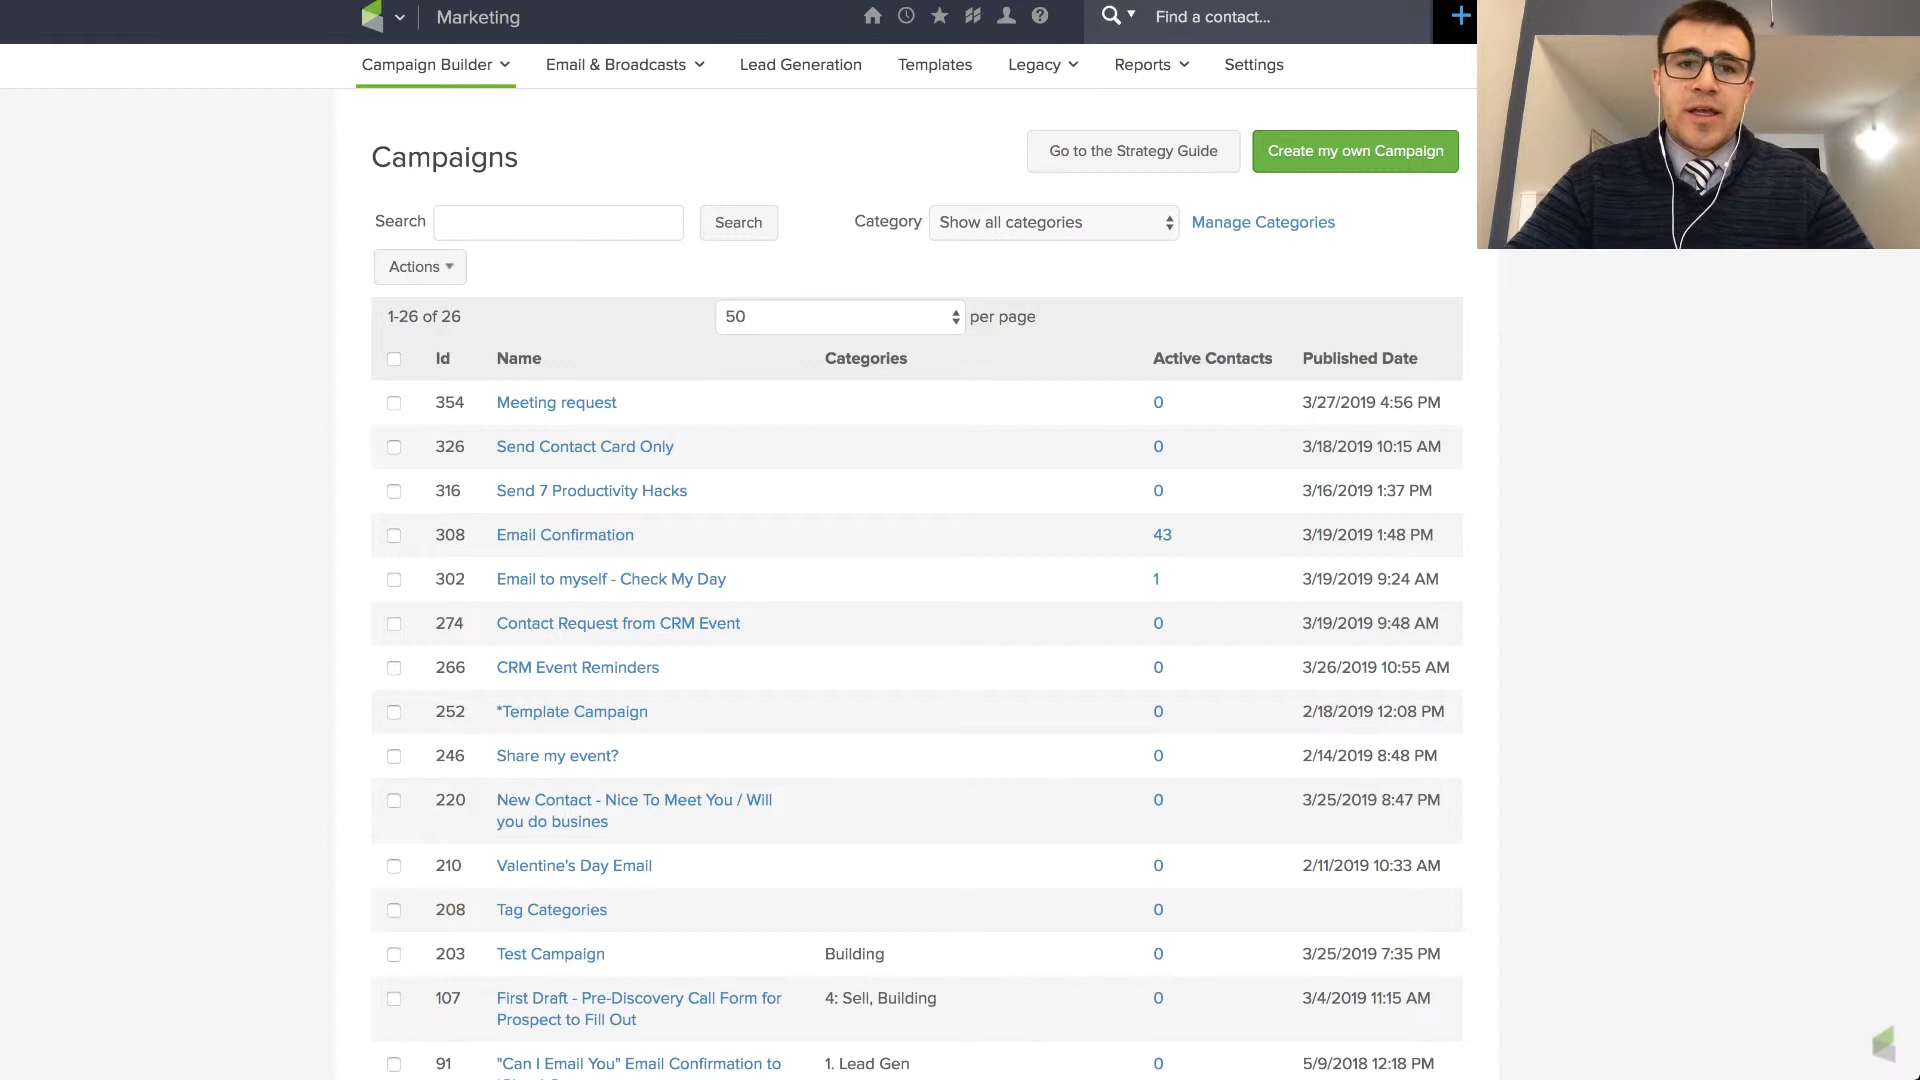 Marketing
Find a contact...
Campaign Builder
Email & Broadcasts
Lead Generation
Templates
Legacy
Reports
Settings
Campaigns
Go to the Strategy Guide
Create my own Campaign
Search
Search
Category
Show all categories
Manage Categories
Actions
1-26 of 26
50
per page
Id Name Categories Active Contacts Published Date
354 Meeting request 0 3/27/2019 4:56 PM
326 Send Contact Card Only 0 3/18/2019 10:15 AM
316 Send 7 Productivity Hacks 0 3/16/2019 1:37 PM
308 Email Confirmation 43 3/19/2019 1:48 PM
302 Email to myself - Check My Day 1 3/19/2019 9:24 AM
274 Contact Request from CRM Event 0 3/19/2019 9:48 AM
266 CRM Event Reminders 0 3/26/2019 10:55 AM
252 *Template Campaign 0 2/18/2019 12:08 PM
246 Share my event? 0 2/14/2019 8:48 PM
220 New Contact - Nice To Meet You / Will 0 3/25/2019 8:47 PM
you do busines
210 Valentine's Day Email 0 2/11/2019 10:33 AM
208 Tag Categories 0
203 Test Campaign Building 0 3/25/2019 7:35 PM
107 First Draft - Pre-Discovery Call Form for 4: Sell, Building 0 3/4/2019 11:15 AM
Prospect to Fill Out
91 "Can I Email You" Email Confirmation to 1. Lead Gen 0 5/9/2018 12:18 PM